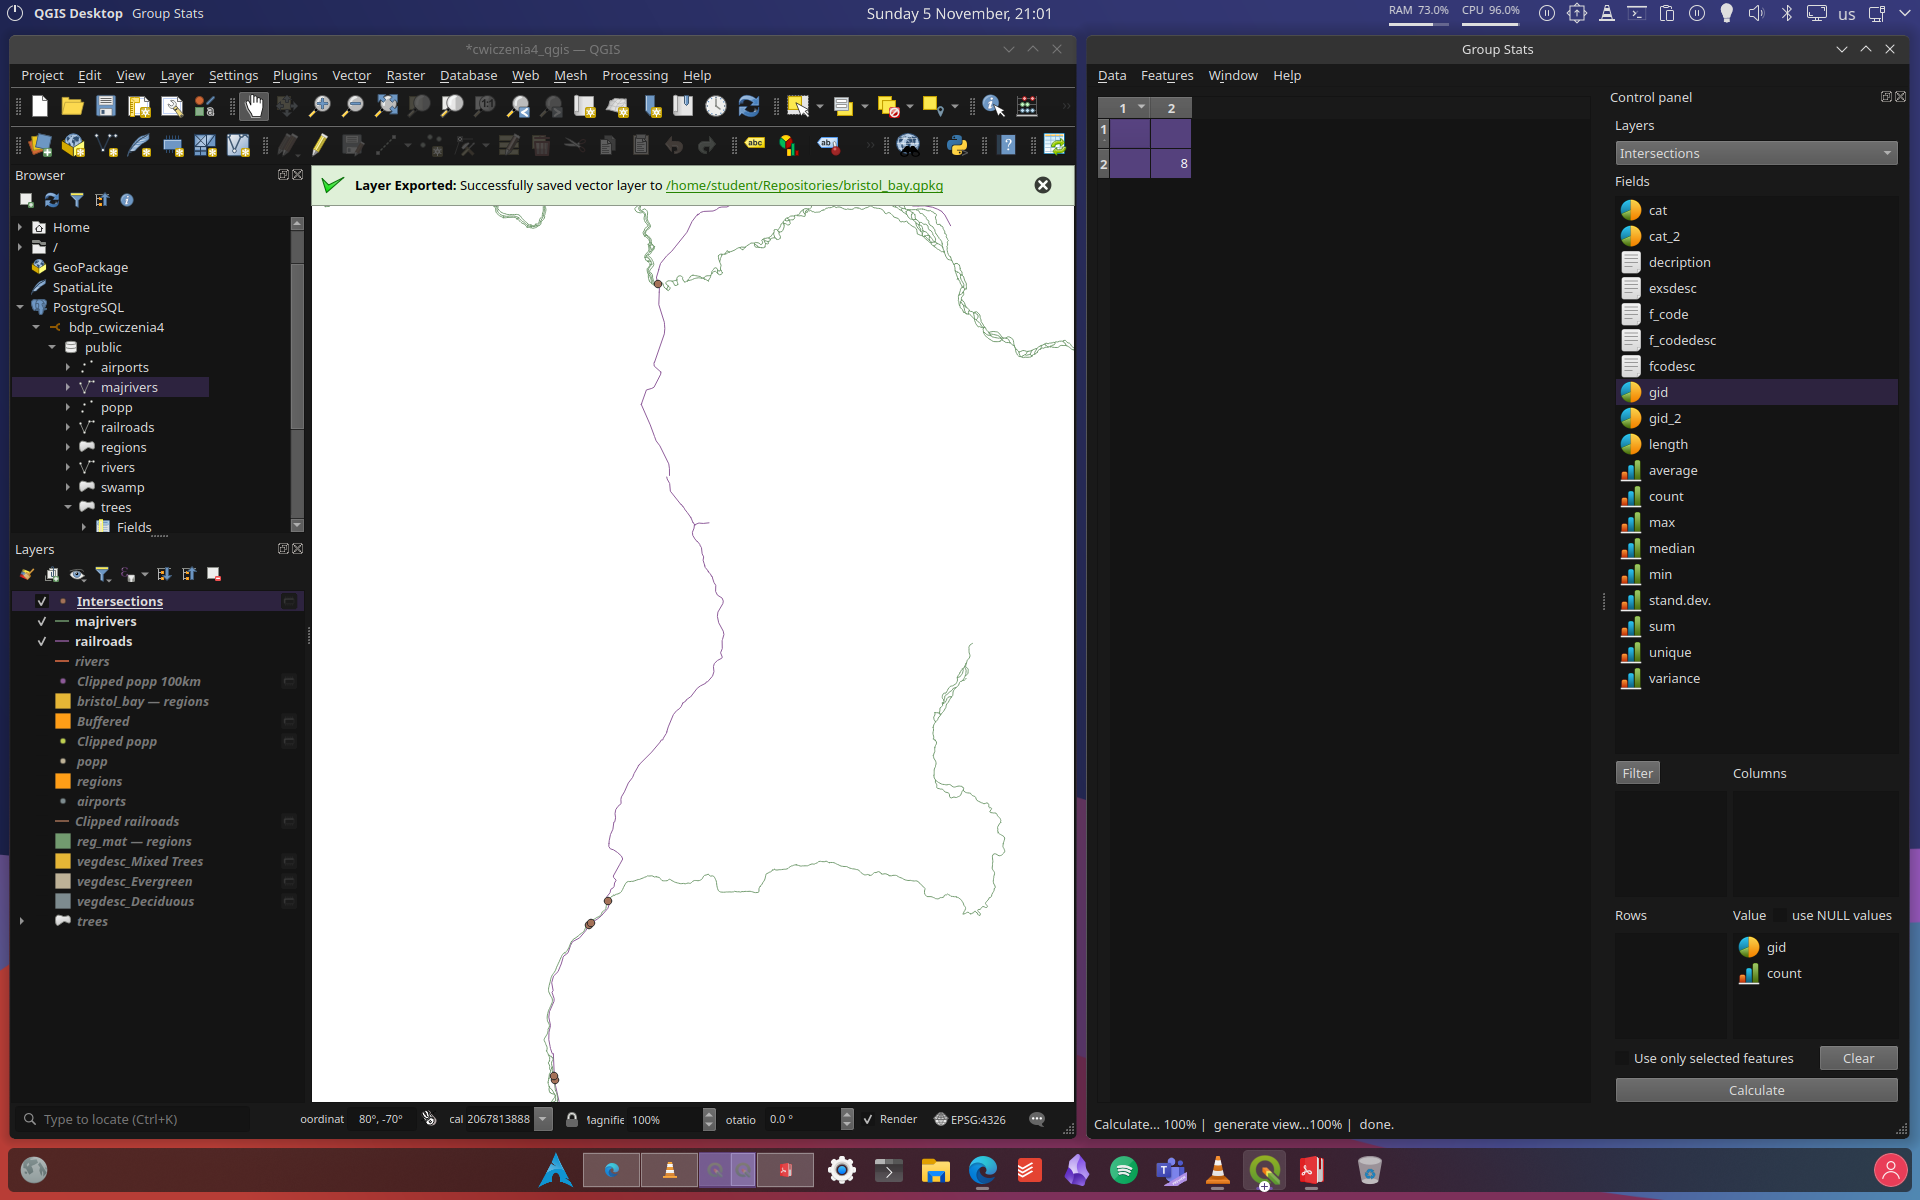 QGIS Desktop Group Stats
Sunday 5 November, 21:01
RAM 73.0% CPU 96.0%
us
*cwiczenia4_qgis — QGIS
Project Edit View Layer Settings Plugins Vector Raster Database Web Mesh Processing Help
Browser
Layer Exported: Successfully saved vector layer to /home/student/Repositories/bristol_bay.gpkg
Home
/
GeoPackage
SpatiaLite
PostgreSQL
bdp_cwiczenia4
public
airports
majrivers
popp
railroads
regions
rivers
swamp
trees
Fields
Layers
Intersections
majrivers
railroads
rivers
Clipped popp 100km
bristol_bay — regions
Buffered
Clipped popp
popp
regions
airports
Clipped railroads
reg_mat — regions
vegdesc_Mixed Trees
vegdesc_Evergreen
vegdesc_Deciduous
trees
Type to locate (Ctrl+K)
oordinat 80°, -70° cal 2067813888 Magnifie 100% otatio 0.0 ° Render EPSG:4326
Group Stats
Data Features Window Help
1 2
1
2 8
Control panel
Layers
Intersections
Fields
cat
cat_2
decription
exsdesc
f_code
f_codedesc
fcodesc
gid
gid_2
length
average
count
max
median
min
stand.dev.
sum
unique
variance
Filter Columns
Rows Value use NULL values
gid
count
Use only selected features Clear
Calculate
Calculate... 100% | generate view...100% | done.